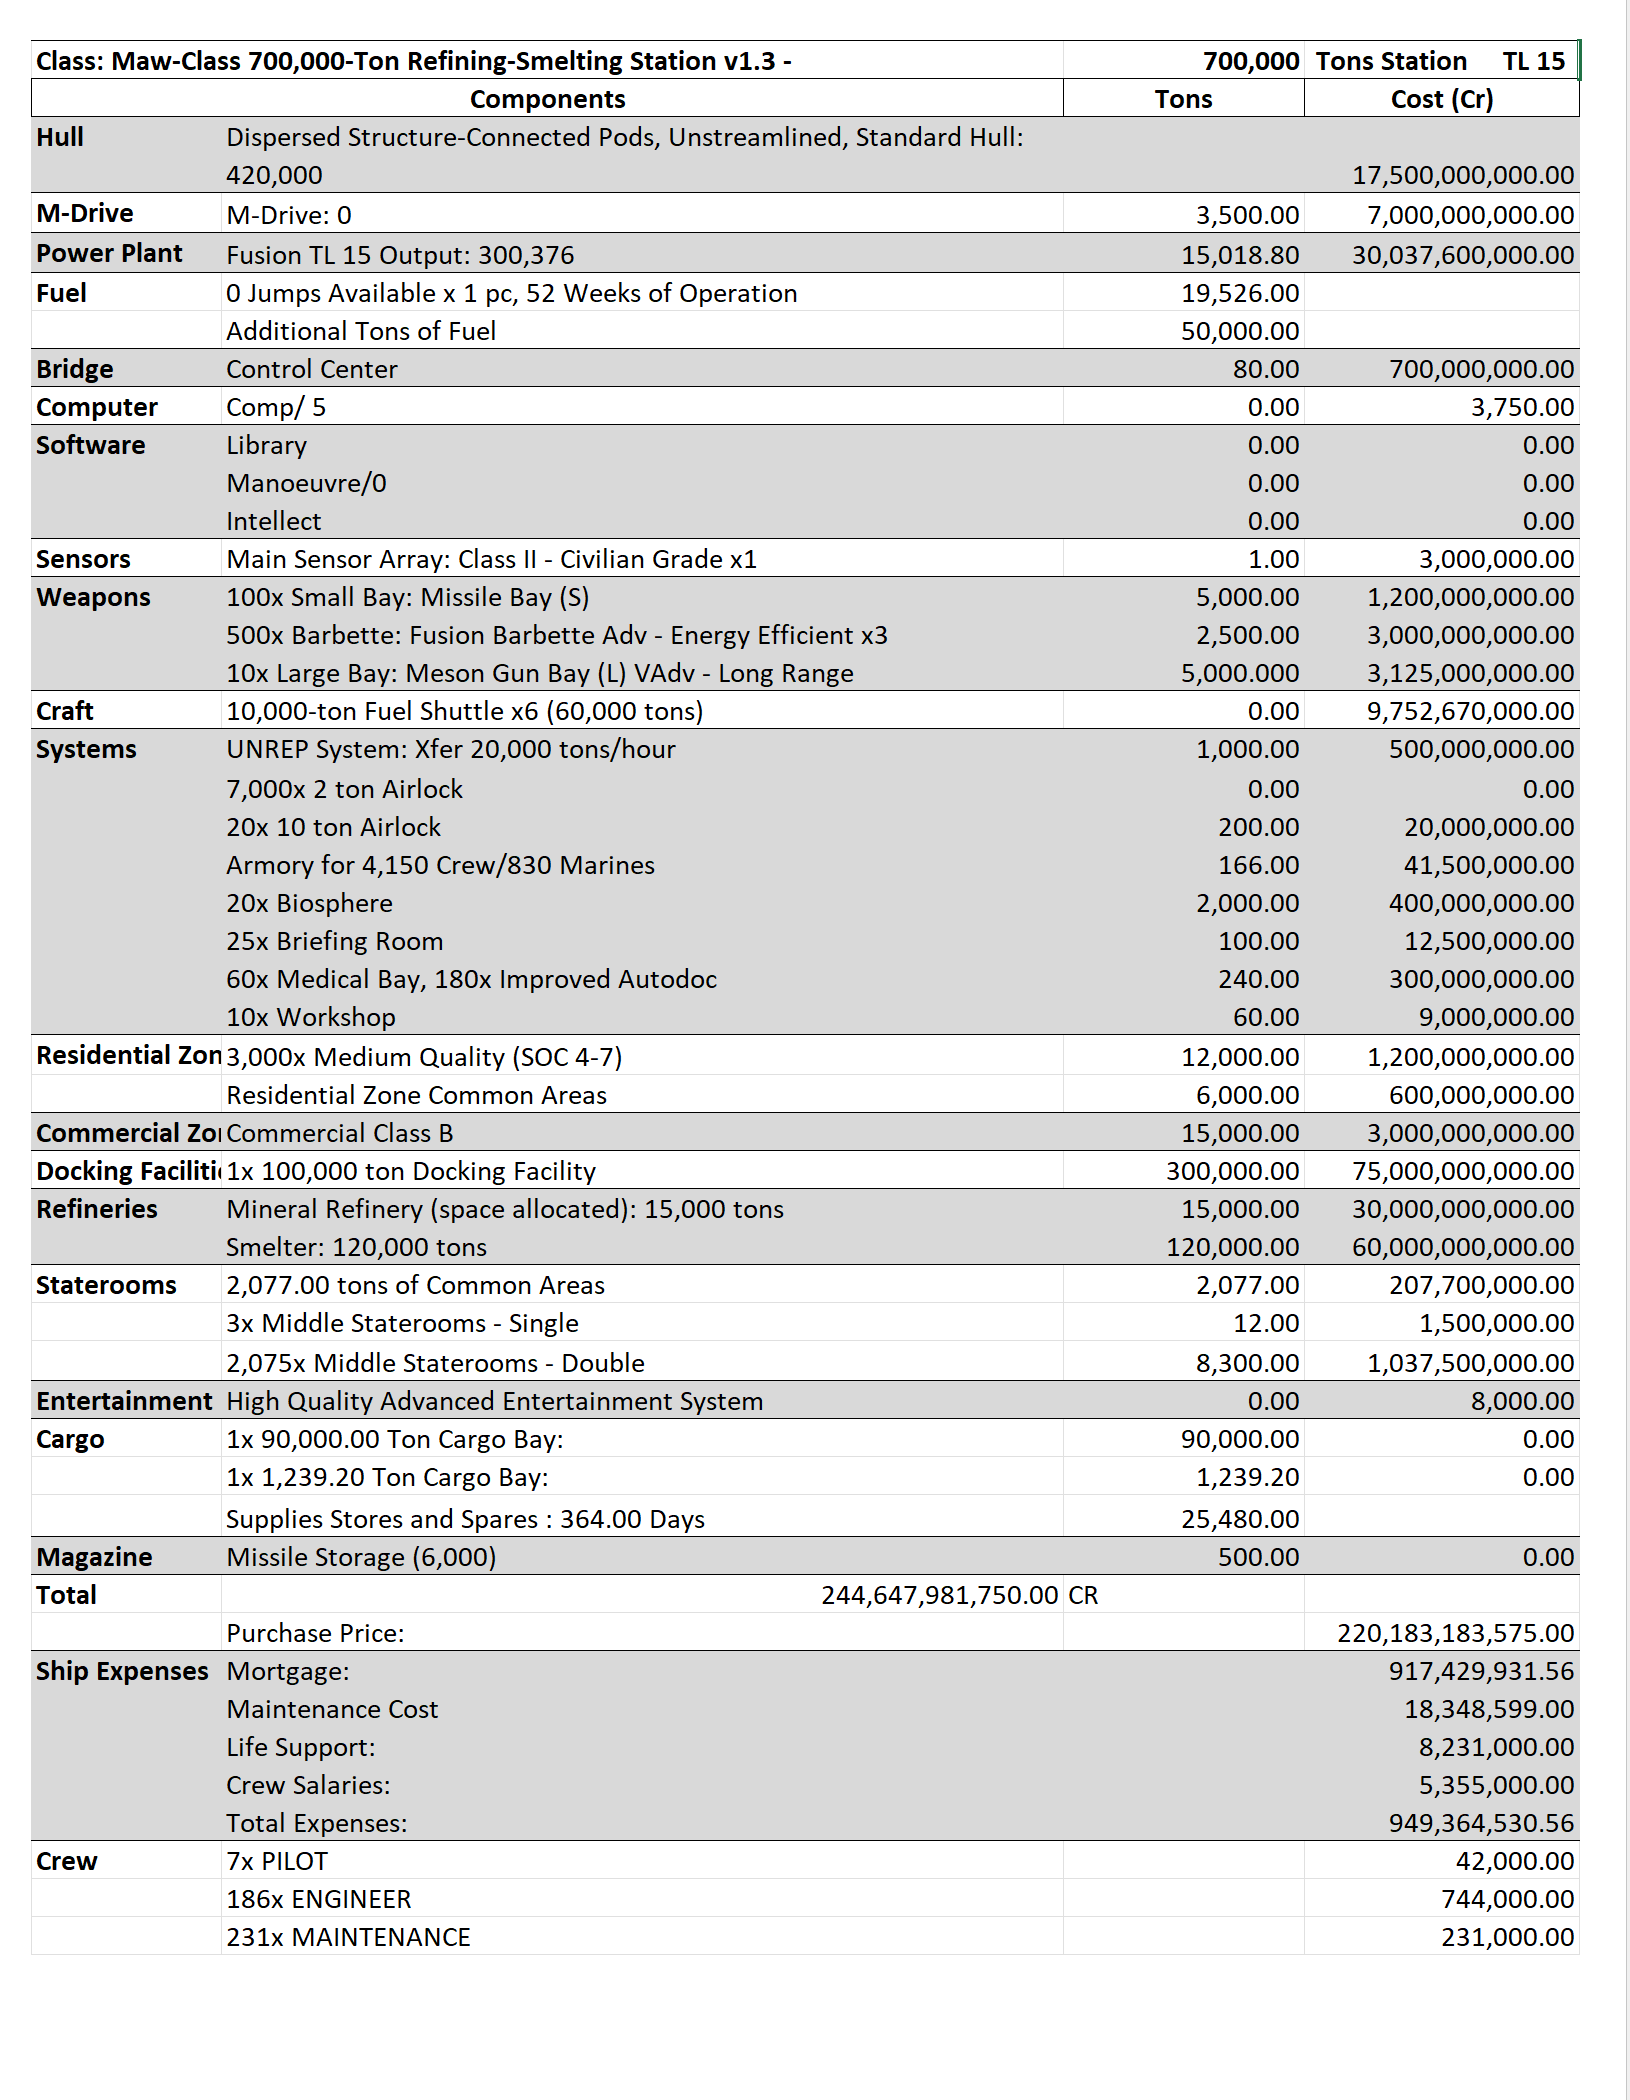 Class: Maw-Class 700,000-Ton Refining-Smelting Station v1.3 - 700,000 Tons Station TL 15
Components Tons Cost (Cr)
Hull Dispersed Structure-Connected Pods, Unstreamlined, Standard Hull:
420,000 17,500,000,000.00
M-Drive M-Drive: 0 3,500.00 7,000,000,000.00
Power Plant Fusion TL 15 Output: 300,376 15,018.80 30,037,600,000.00
Fuel 0 Jumps Available x 1 pc, 52 Weeks of Operation 19,526.00
Additional Tons of Fuel 50,000.00
Bridge Control Center 80.00 700,000,000.00
Computer Comp/ 5 0.00 3,750.00
Software Library 0.00 0.00
Manoeuvre/0 0.00 0.00
Intellect 0.00 0.00
Sensors Main Sensor Array: Class II - Civilian Grade x1 1.00 3,000,000.00
Weapons 100x Small Bay: Missile Bay (S) 5,000.00 1,200,000,000.00
500x Barbette: Fusion Barbette Adv - Energy Efficient x3 2,500.00 3,000,000,000.00
10x Large Bay: Meson Gun Bay (L) VAdv - Long Range 5,000.000 3,125,000,000.00
Craft 10,000-ton Fuel Shuttle x6 (60,000 tons) 0.00 9,752,670,000.00
Systems UNREP System: Xfer 20,000 tons/hour 1,000.00 500,000,000.00
7,000x 2 ton Airlock 0.00 0.00
20x 10 ton Airlock 200.00 20,000,000.00
Armory for 4,150 Crew/830 Marines 166.00 41,500,000.00
20x Biosphere 2,000.00 400,000,000.00
25x Briefing Room 100.00 12,500,000.00
60x Medical Bay, 180x Improved Autodoc 240.00 300,000,000.00
10x Workshop 60.00 9,000,000.00
Residential Zon 3,000x Medium Quality (SOC 4-7) 12,000.00 1,200,000,000.00
Residential Zone Common Areas 6,000.00 600,000,000.00
Commercial Zo Commercial Class B 15,000.00 3,000,000,000.00
Docking Faciliti 1x 100,000 ton Docking Facility 300,000.00 75,000,000,000.00
Refineries Mineral Refinery (space allocated): 15,000 tons 15,000.00 30,000,000,000.00
Smelter: 120,000 tons 120,000.00 60,000,000,000.00
Staterooms 2,077.00 tons of Common Areas 2,077.00 207,700,000.00
3x Middle Staterooms - Single 12.00 1,500,000.00
2,075x Middle Staterooms - Double 8,300.00 1,037,500,000.00
Entertainment High Quality Advanced Entertainment System 0.00 8,000.00
Cargo 1x 90,000.00 Ton Cargo Bay: 90,000.00 0.00
1x 1,239.20 Ton Cargo Bay: 1,239.20 0.00
Supplies Stores and Spares : 364.00 Days 25,480.00
Magazine Missile Storage (6,000) 500.00 0.00
Total 244,647,981,750.00 CR
Purchase Price: 220,183,183,575.00
Ship Expenses Mortgage: 917,429,931.56
Maintenance Cost 18,348,599.00
Life Support: 8,231,000.00
Crew Salaries: 5,355,000.00
Total Expenses: 949,364,530.56
Crew 7x PILOT 42,000.00
186x ENGINEER 744,000.00
231x MAINTENANCE 231,000.00